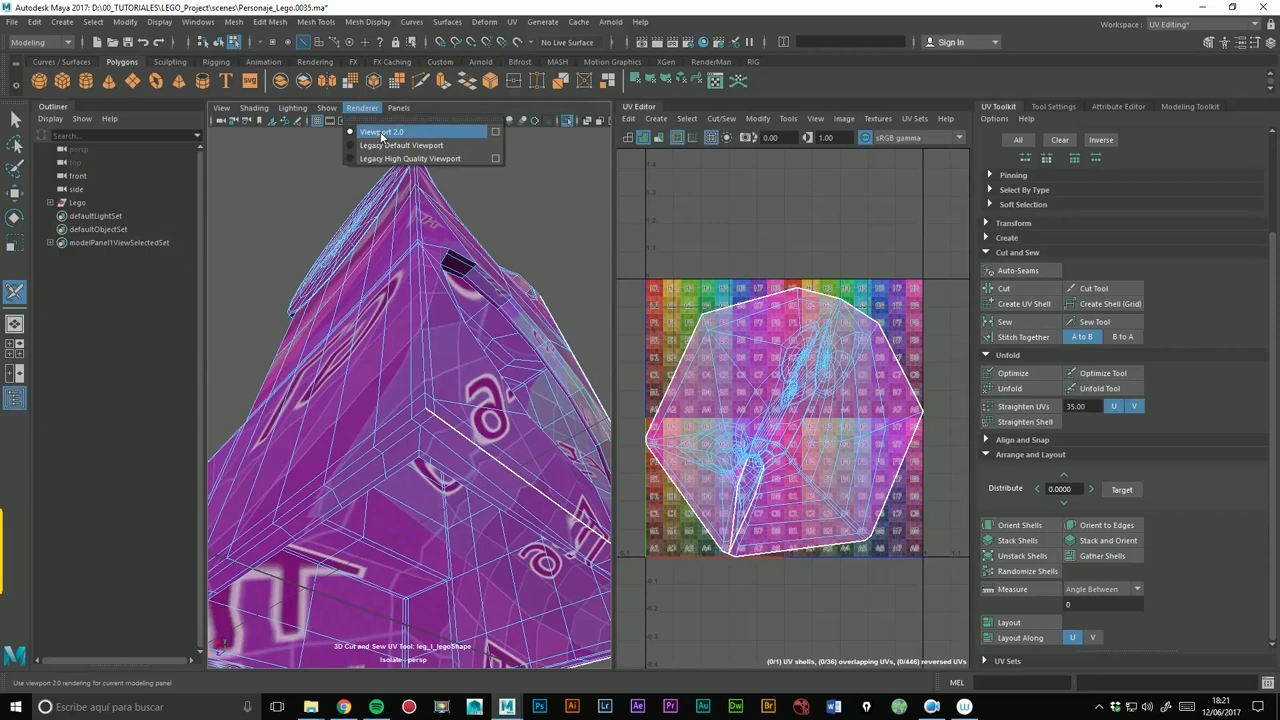 Autodesk Maya 2017 - D:\00_TUTORIALES\LEGO_Project\scenes\Personaje_Lego.0035.ma*
File Edit Create Select Modify Display Windows Mesh Edit Mesh Mesh Tools Mesh Display Curves Surfaces Deform UV Generate Cache Arnold Help
Workspace : UV Editing*
Modeling No Live Surface Sign In
Curves / Surfaces Polygons Sculpting Rigging Animation Rendering FX FX Caching Custom Arnold Bifrost MASH Motion Graphics XGen RenderMan RIG
Outliner
Display Show Help
Search...
persp
top
front
side
Lego
defaultLightSet
defaultObjectSet
modelPanel1ViewSelectedSet
View Shading Lighting Show Renderer Panels
Viewport 2.0
Legacy Default Viewport
Legacy High Quality Viewport
3D Cut and Sew UV Tool: leg_l_legoShape
Isolate : persp
UV Editor
Edit Create Select Cut/Sew Modify Tools View Image Textures UV Sets Help
0.00 1.00 sRGB gamma
(0/1) UV shells, (0/36) overlapping UVs, (0/446) reversed UVs
UV Toolkit Tool Settings Attribute Editor Modeling Toolkit
Options Help
All Clear Inverse
Pinning
Select By Type
Soft Selection
Transform
Create
Cut and Sew
Auto-Seams
Cut Cut Tool
Create UV Shell Create Shell (Grid)
Sew Sew Tool
Stitch Together A to B B to A
Unfold
Optimize Optimize Tool
Unfold Unfold Tool
Straighten UVs 35.00 U V
Straighten Shell
Align and Snap
Arrange and Layout
Distribute 0.0000 Target
Orient Shells Orient to Edges
Stack Shells Stack and Orient
Unstack Shells Gather Shells
Randomize Shells
Measure Angle Between
0
Layout
Layout Along U V
UV Sets
Use viewport 2.0 rendering for current modeling panel
MEL
Escribe aquí para buscar
18:21
12/06/2017